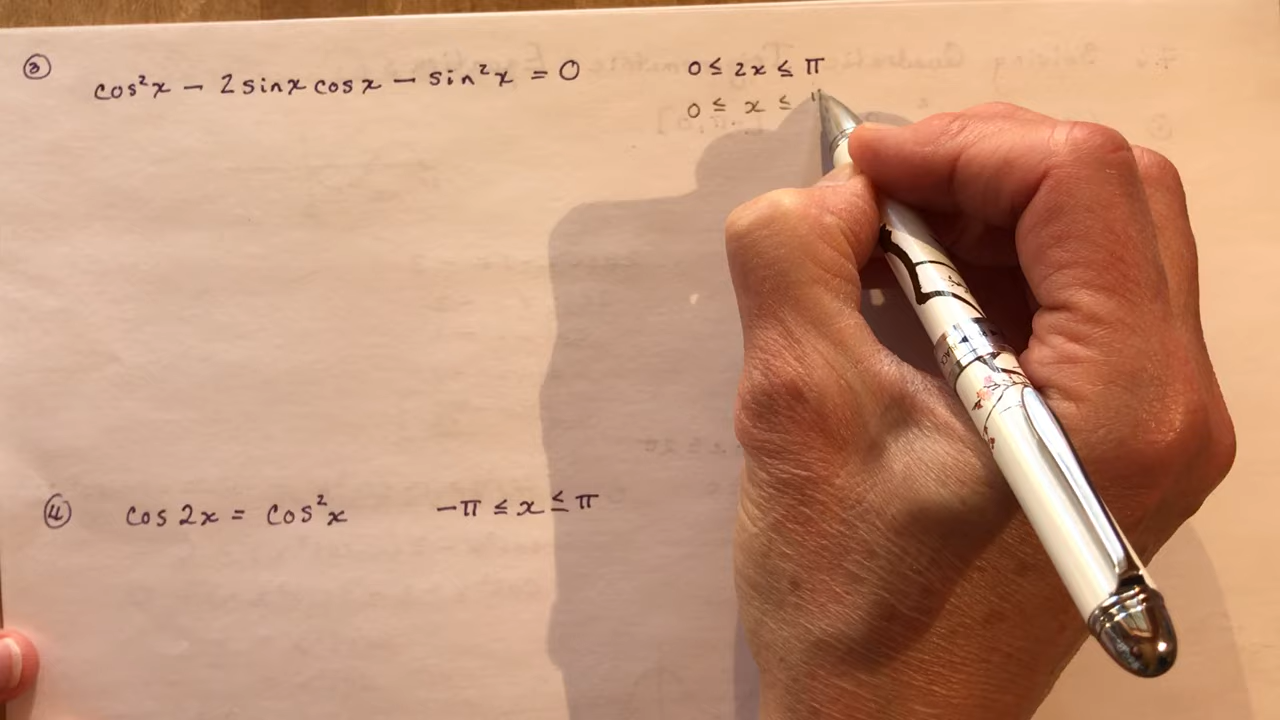 ③ cos²x − 2 sinx cosx − sin²x = 0 0 ≤ 2x ≤ π
0 ≤ x ≤
④ cos 2x = cos²x −π ≤ x ≤ π